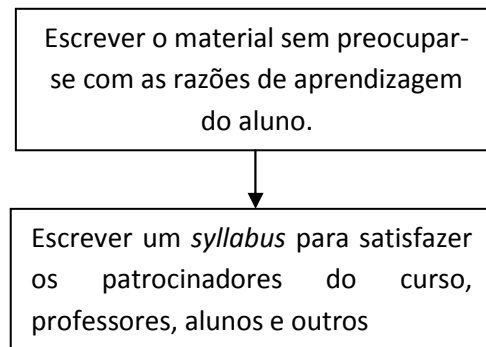 Escrever o material sem preocupar-
se com as razões de aprendizagem
do aluno.
Escrever um syllabus para satisfazer
os patrocinadores do curso,
professores, alunos e outros